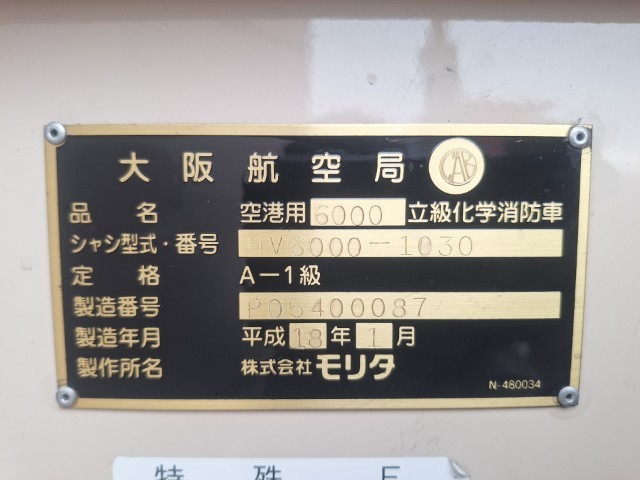 大阪航空局 CAB
品名 空港用6000立級化学消防車
シャシ型式・番号 -1030
定格 A-1級
製造番号 P05400087
製造年月 平成18年1月
製作所名 株式会社モリタ
N-480034
特殊